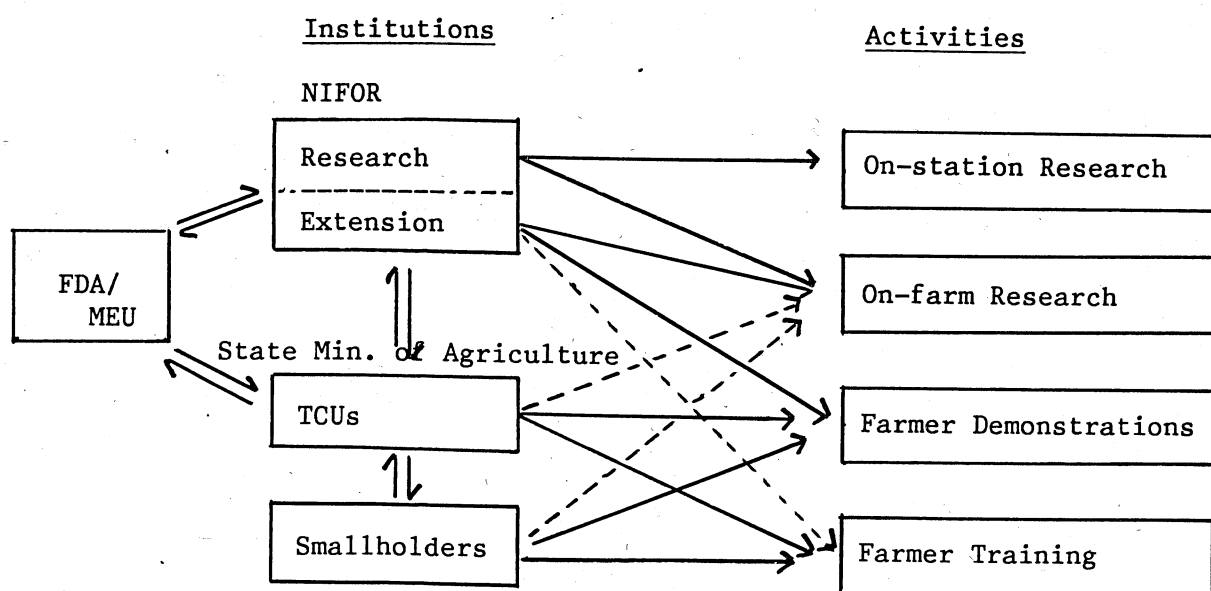 Institutions
Activities
NIFOR
Research
On-station Research
Extension
FDA/
MEU
On-farm Research
State Min. of Agriculture
TCUs
Farmer Demonstrations
Smallholders
Farmer Training